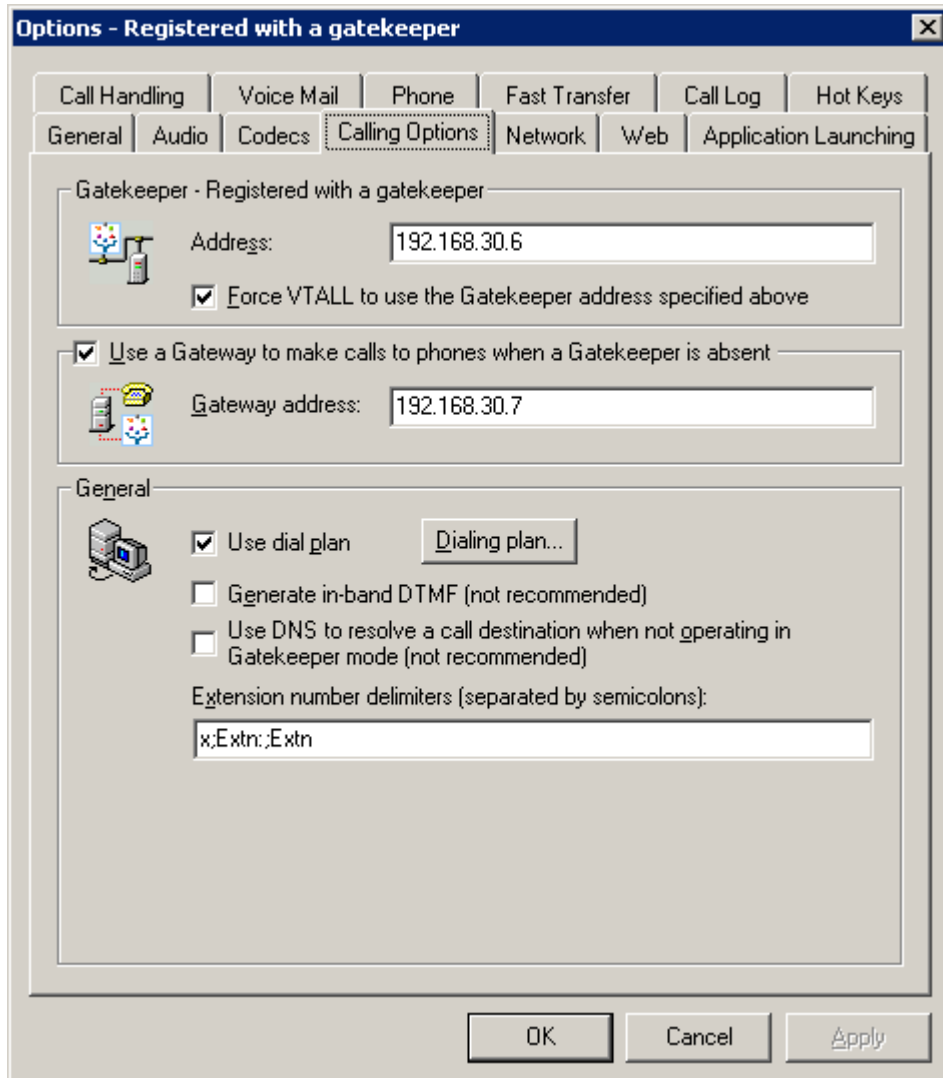 Options - Registered with a gatekeeper
Call Handling Voice Mail Phone Fast Transfer Call Log Hot Keys
General Audio Codecs Calling Options Network Web Application Launching
Gatekeeper - Registered with a gatekeeper
Address: 192.168.30.6
Force VTALL to use the Gatekeeper address specified above
Use a Gateway to make calls to phones when a Gatekeeper is absent
Gateway address: 192.168.30.7
General
Use dial plan Dialing plan...
Generate in-band DTMF (not recommended)
Use DNS to resolve a call destination when not operating in
Gatekeeper mode (not recommended)
Extension number delimiters (separated by semicolons):
x;Extn:;Extn
OK Cancel Apply